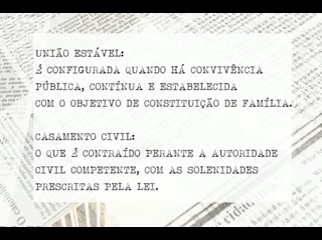 UNIÃO ESTÁVEL:
É CONFIGURADA QUANDO HÁ CONVIVÊNCIA
PÚBLICA, CONTÍNUA E ESTABELECIDA
COM O OBJETIVO DE CONSTITUIÇÃO DE FAMÍLIA.
CASAMENTO CIVIL:
O QUE É CONTRAÍDO PERANTE A AUTORIDADE
CIVIL COMPETENTE, COM AS SOLENIDADES
PRESCRITAS PELA LEI.